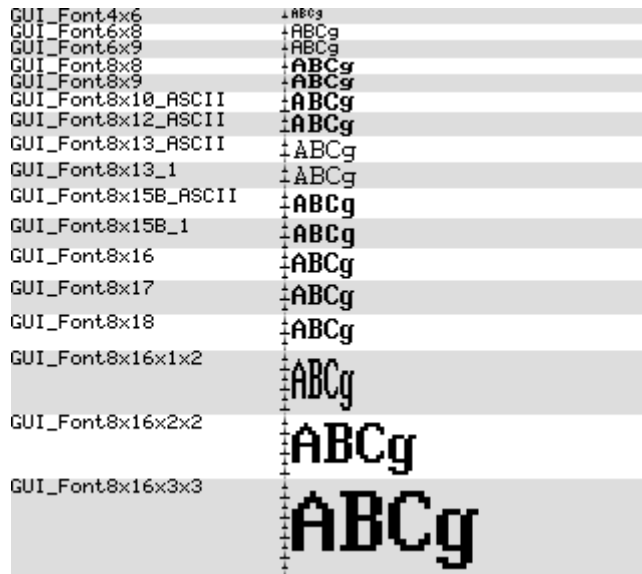 GUI_Font4x6 ABCg
GUI_Font6x8 ABCg
GUI_Font6x9 ABCg
GUI_Font8x8 ABCg
GUI_Font8x9 ABCg
GUI_Font8x10_ASCII ABCg
GUI_Font8x12_ASCII ABCg
GUI_Font8x13_ASCII ABCg
GUI_Font8x13_1 ABCg
GUI_Font8x15B_ASCII ABCg
GUI_Font8x15B_1 ABCg
GUI_Font8x16 ABCg
GUI_Font8x17 ABCg
GUI_Font8x18 ABCg
GUI_Font8x16x1x2 ABCg
GUI_Font8x16x2x2 ABCg
GUI_Font8x16x3x3 ABCg